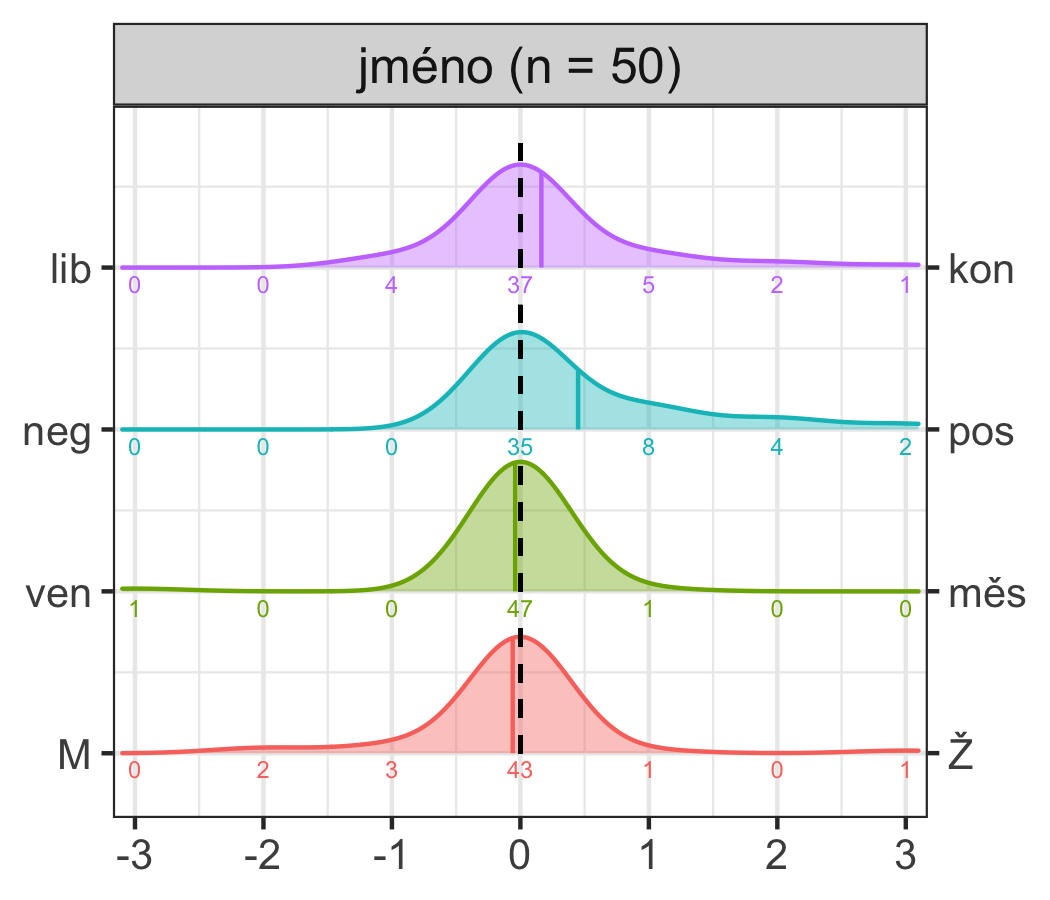 jméno (n = 50)
lib kon
0 0 4 37 5 2 1
neg pos
0 0 0 35 8 4 2
ven měs
1 0 0 47 1 0 0
M Ž
0 2 3 43 1 0 1
-3 -2 -1 0 1 2 3